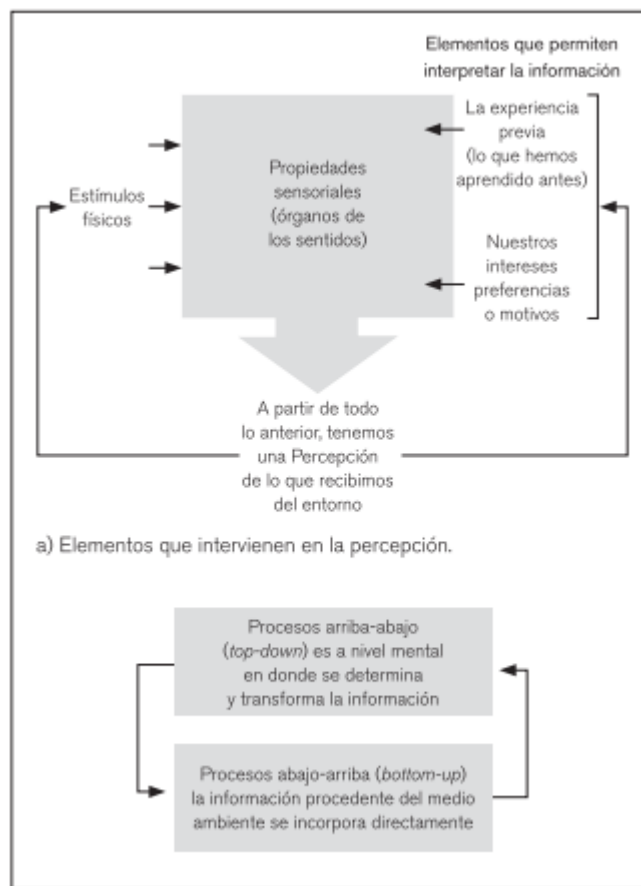 Elementos que permiten
interpretar la información
La experiencia
previa
(lo que hemos
aprendido antes)
Propiedades
sensoriales
(órganos de
los sentidos)
Estímulos
físicos
Nuestros
intereses
preferencias
o motivos
A partir de todo
lo anterior, tenemos
una Percepción
de lo que recibimos
del entorno
a) Elementos que intervienen en la percepción.
Procesos arriba-abajo
(top-down) es a nivel mental
en donde se determina
y transforma la información
Procesos abajo-arriba (bottom-up)
la información procedente del medio
ambiente se incorpora directamente